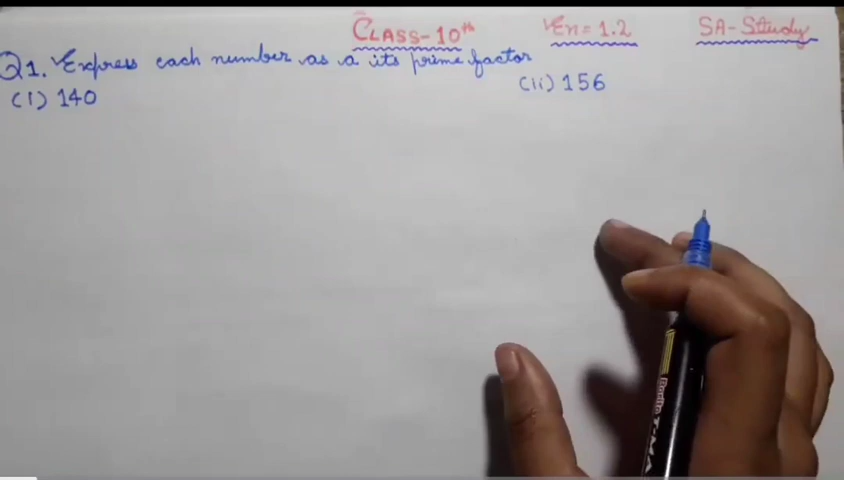 CLASS-10th Ex = 1.2 SA-Study
Q1. Express each number as a its prime factor
(i) 140 (ii) 156